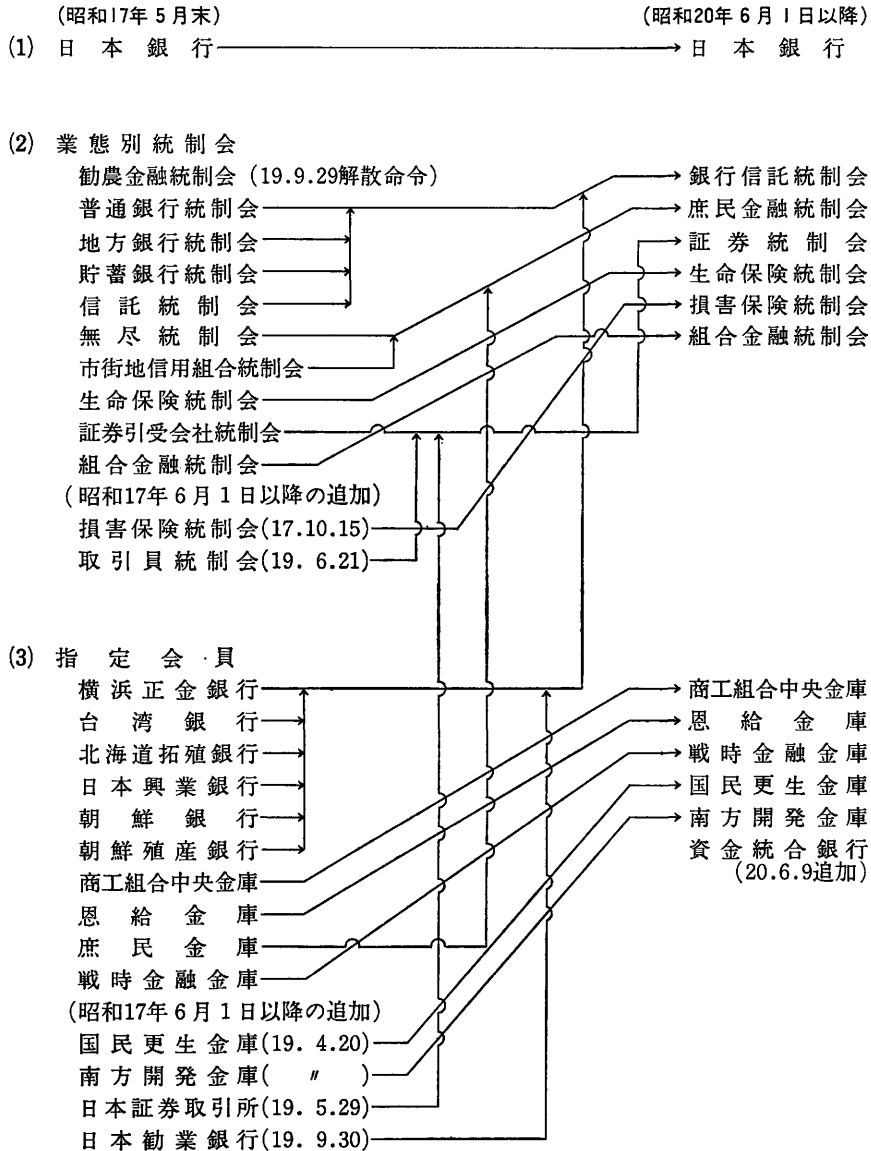 (昭和17年5月末)
(昭和20年6月1日以降)
(1) 日本銀行
日本銀行
(2) 業態別統制会
勧農金融統制会 (19.9.29解散命令)
普通銀行統制会
地方銀行統制会
貯蓄銀行統制会
信託統制会
無尽統制会
市街地信用組合統制会
生命保険統制会
証券引受会社統制会
組合金融統制会
(昭和17年6月1日以降の追加)
損害保険統制会(17.10.15)
取引員統制会(19. 6.21)
銀行信託統制会
庶民金融統制会
証券統制会
生命保険統制会
損害保険統制会
組合金融統制会
(3) 指定会員
横浜正金銀行
台湾銀行
北海道拓殖銀行
日本興業銀行
朝鮮銀行
朝鮮殖産銀行
商工組合中央金庫
恩給金庫
庶民金庫
戦時金融金庫
(昭和17年6月1日以降の追加)
国民更生金庫(19. 4.20)
南方開発金庫( 〃 )
日本証券取引所(19. 5.29)
日本勧業銀行(19. 9.30)
商工組合中央金庫
恩給金庫
戦時金融金庫
国民更生金庫
南方開発金庫
資金統合銀行
(20.6.9追加)